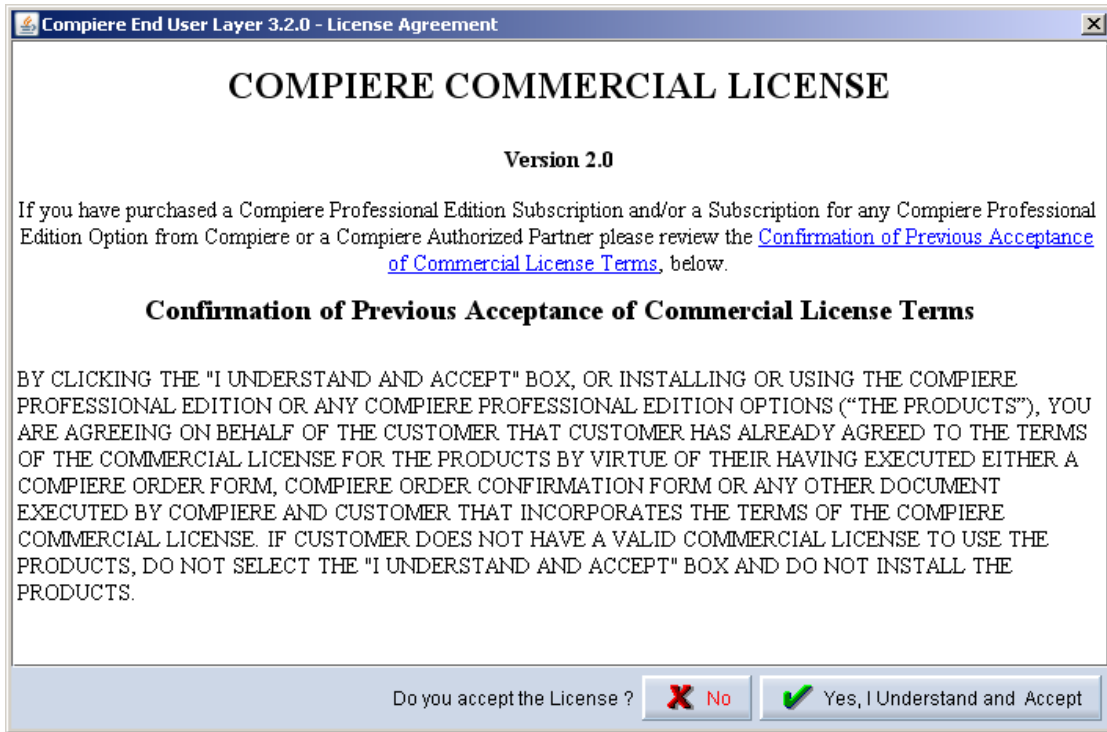 Compiere End User Layer 3.2.0 - License Agreement
COMPIERE COMMERCIAL LICENSE
Version 2.0
If you have purchased a Compiere Professional Edition Subscription and/or a Subscription for any Compiere Professional
Edition Option from Compiere or a Compiere Authorized Partner please review the Confirmation of Previous Acceptance
of Commercial License Terms, below.
Confirmation of Previous Acceptance of Commercial License Terms
BY CLICKING THE "I UNDERSTAND AND ACCEPT" BOX, OR INSTALLING OR USING THE COMPIERE
PROFESSIONAL EDITION OR ANY COMPIERE PROFESSIONAL EDITION OPTIONS (“THE PRODUCTS”), YOU
ARE AGREEING ON BEHALF OF THE CUSTOMER THAT CUSTOMER HAS ALREADY AGREED TO THE TERMS
OF THE COMMERCIAL LICENSE FOR THE PRODUCTS BY VIRTUE OF THEIR HAVING EXECUTED EITHER A
COMPIERE ORDER FORM, COMPIERE ORDER CONFIRMATION FORM OR ANY OTHER DOCUMENT
EXECUTED BY COMPIERE AND CUSTOMER THAT INCORPORATES THE TERMS OF THE COMPIERE
COMMERCIAL LICENSE. IF CUSTOMER DOES NOT HAVE A VALID COMMERCIAL LICENSE TO USE THE
PRODUCTS, DO NOT SELECT THE "I UNDERSTAND AND ACCEPT" BOX AND DO NOT INSTALL THE
PRODUCTS.
Do you accept the License ? No Yes, I Understand and Accept